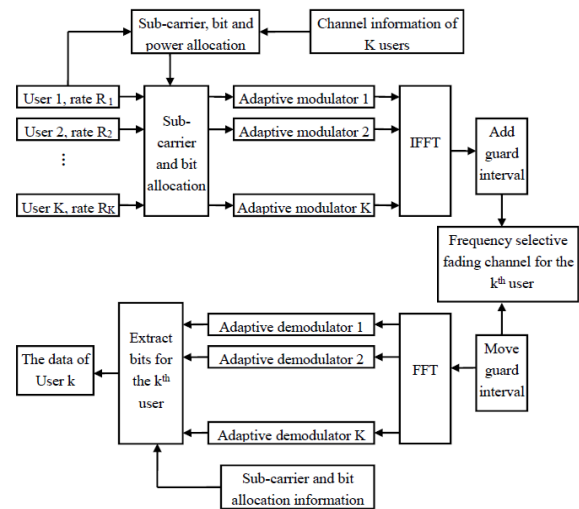 Sub-carrier, bit and
power allocation
Channel information of
K users
User 1, rate R1
User 2, rate R2
⋮
User K, rate RK
Sub-
carrier
and bit
allocation
Adaptive modulator 1
Adaptive modulator 2
Adaptive modulator K
IFFT
Add
guard
interval
Frequency selective
fading channel for the
kth user
Move
guard
interval
FFT
Adaptive demodulator 1
Adaptive demodulator 2
Adaptive demodulator K
Extract
bits for
the kth
user
The data of
User k
Sub-carrier and bit
allocation information